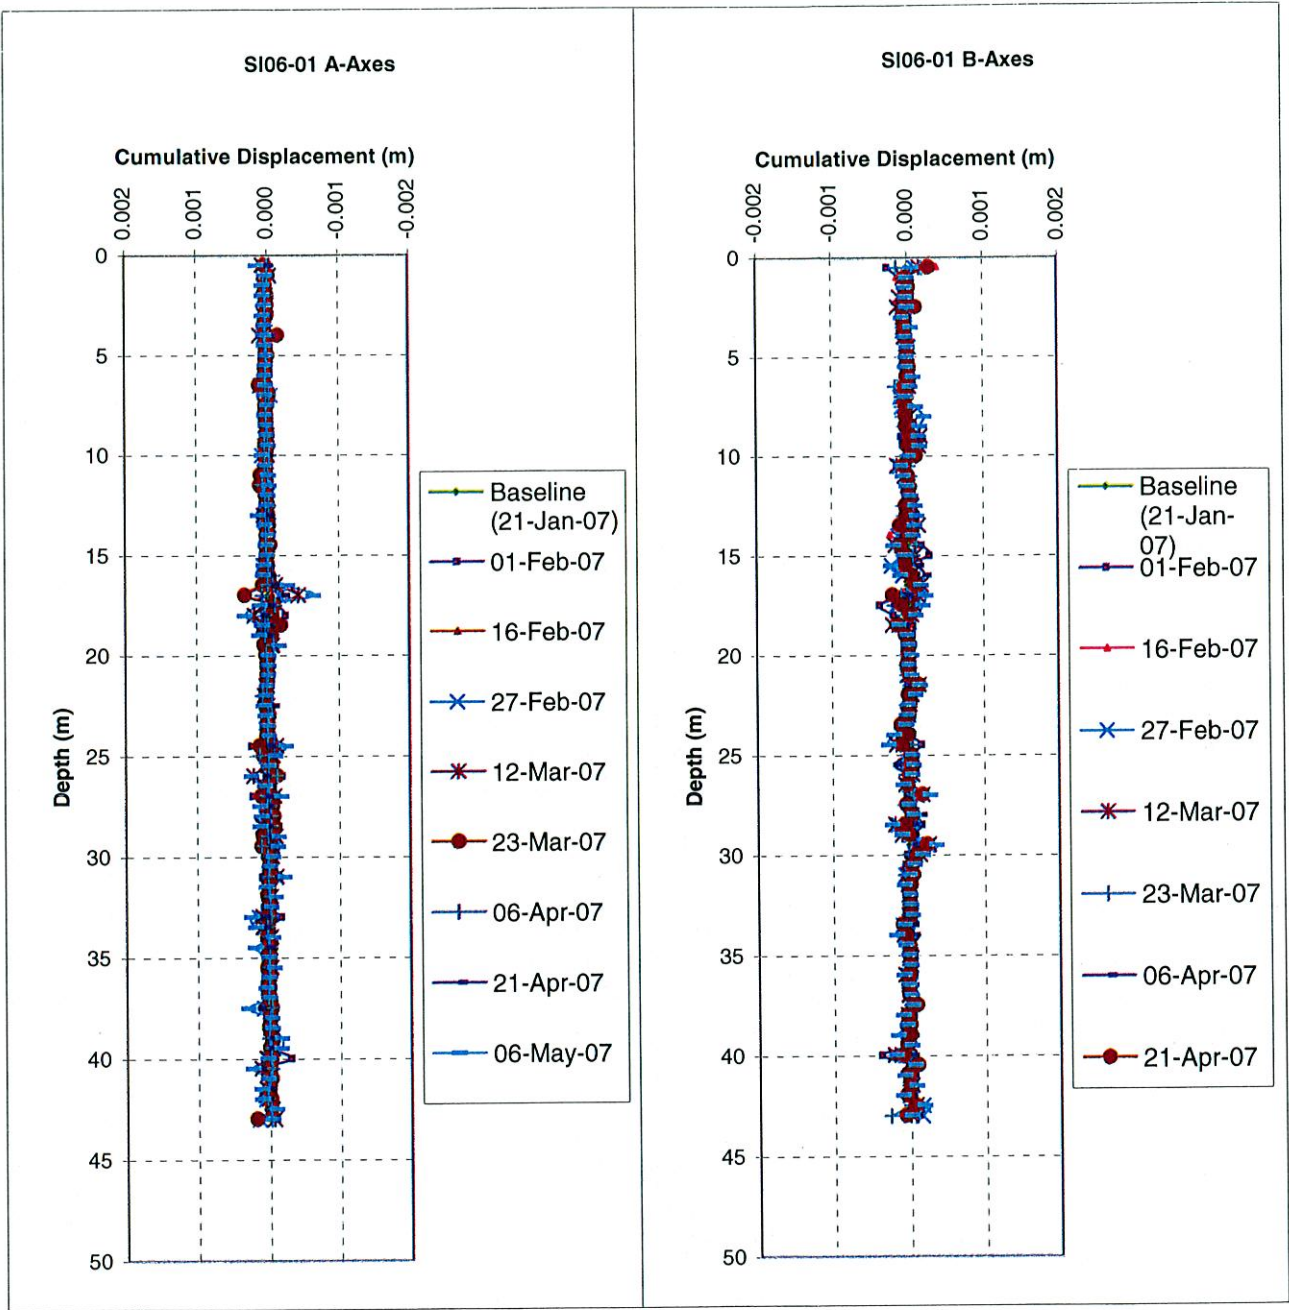 SI06-01 A-Axes
Cumulative Displacement (m)
0.002
0.001
0.000
-0.001
-0.002
0
5
10
15
20
25
30
35
40
45
50
Depth (m)
Baseline
(21-Jan-07)
01-Feb-07
16-Feb-07
27-Feb-07
12-Mar-07
23-Mar-07
06-Apr-07
21-Apr-07
06-May-07
SI06-01 B-Axes
Cumulative Displacement (m)
-0.002
-0.001
0.000
0.001
0.002
0
5
10
15
20
25
30
35
40
45
50
Depth (m)
Baseline
(21-Jan-
07)
01-Feb-07
16-Feb-07
27-Feb-07
12-Mar-07
23-Mar-07
06-Apr-07
21-Apr-07